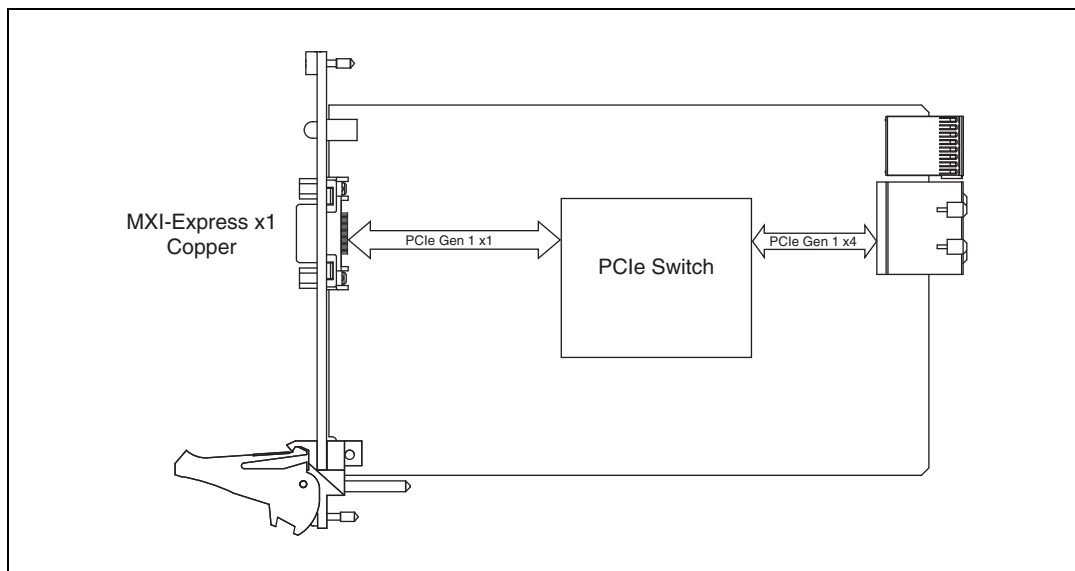 MXI-Express x1
Copper
PCIe Gen 1 x1
PCIe Switch
PCIe Gen 1 x4